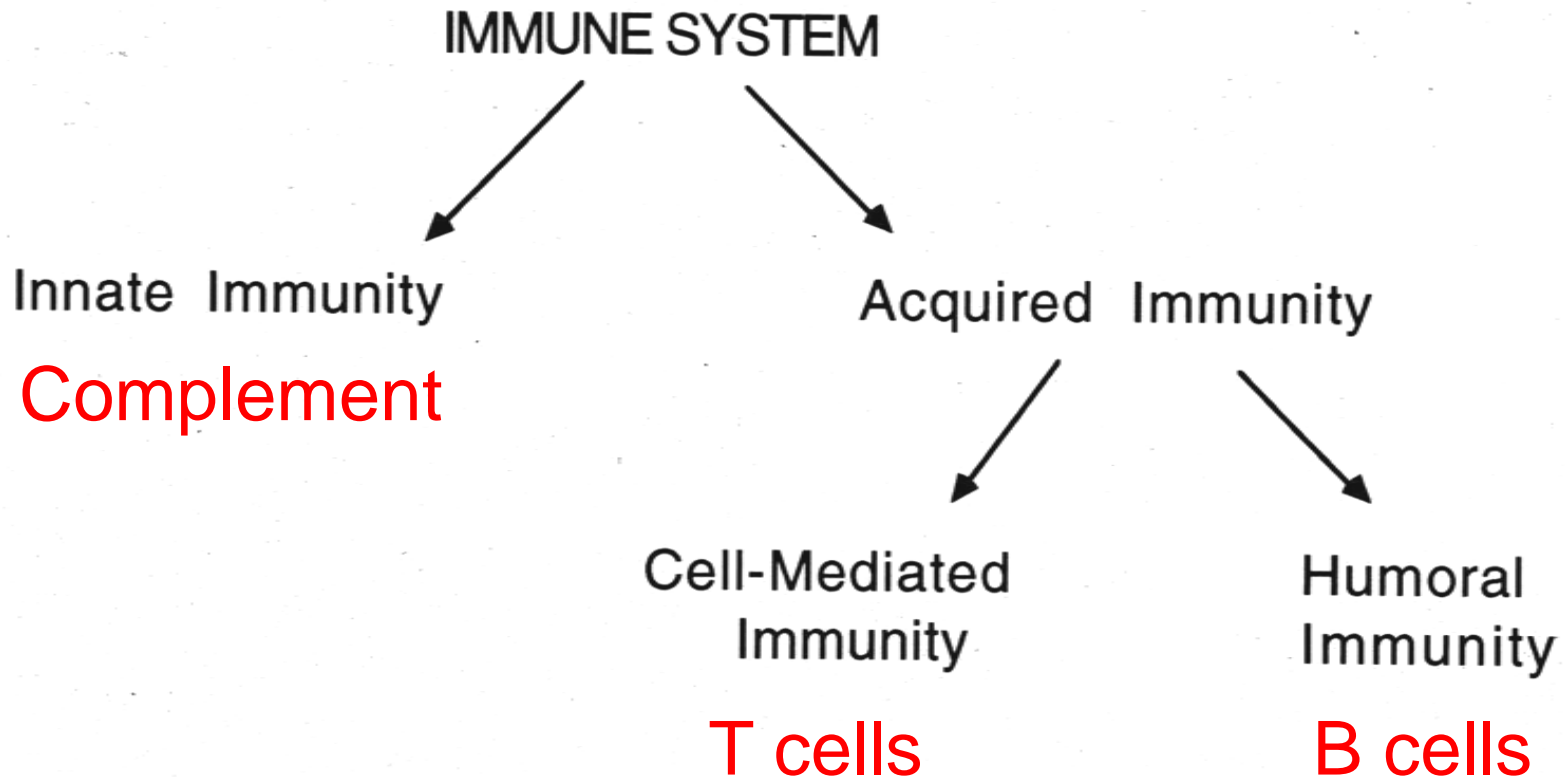 IMMUNE SYSTEM
Innate Immunity
Acquired Immunity
Complement
Cell-Mediated
Immunity
Humoral
Immunity
T cells
B cells